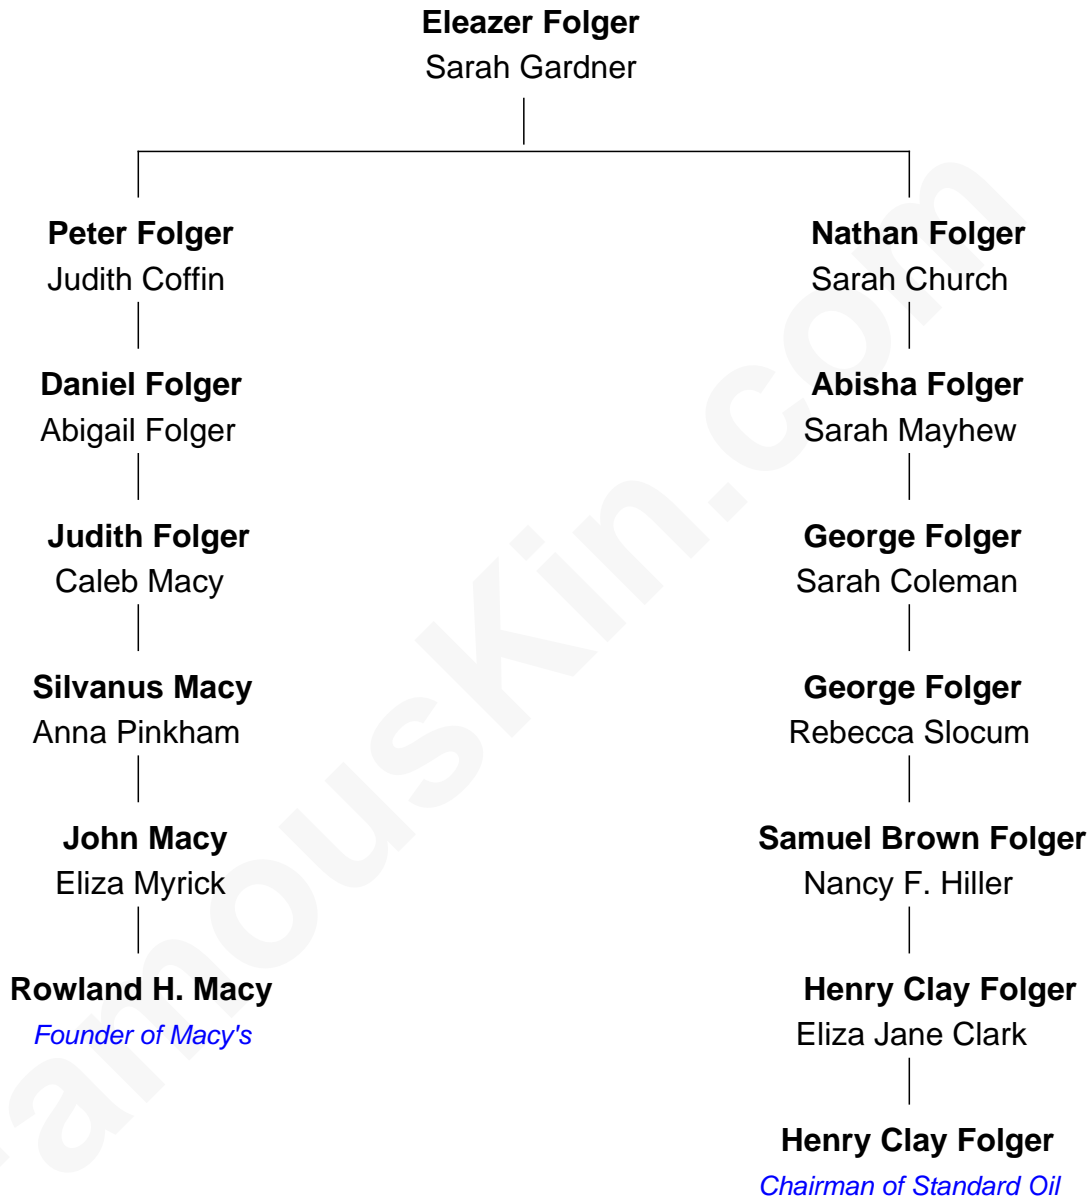 Eleazer Folger
Sarah Gardner
Peter Folger
Judith Coffin
Nathan Folger
Sarah Church
Daniel Folger
Abigail Folger
Abisha Folger
Sarah Mayhew
Judith Folger
Caleb Macy
George Folger
Sarah Coleman
Silvanus Macy
Anna Pinkham
George Folger
Rebecca Slocum
John Macy
Eliza Myrick
Samuel Brown Folger
Nancy F. Hiller
Rowland H. Macy
Founder of Macy's
Henry Clay Folger
Eliza Jane Clark
Henry Clay Folger
Chairman of Standard Oil
amousKin.com